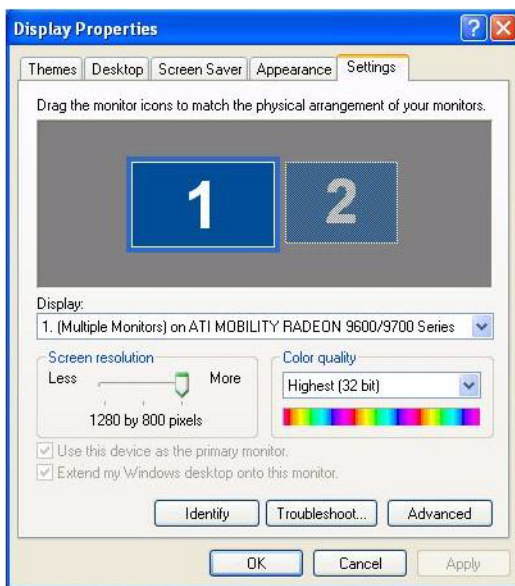 Display Properties
Themes Desktop Screen Saver Appearance Settings
Drag the monitor icons to match the physical arrangement of your monitors.
1 2
Display:
1. (Multiple Monitors) on ATI MOBILITY RADEON 9600/9700 Series
Screen resolution
Less More
1280 by 800 pixels
Color quality
Highest (32 bit)
Use this device as the primary monitor.
Extend my Windows desktop onto this monitor.
Identify Troubleshoot... Advanced
OK Cancel Apply